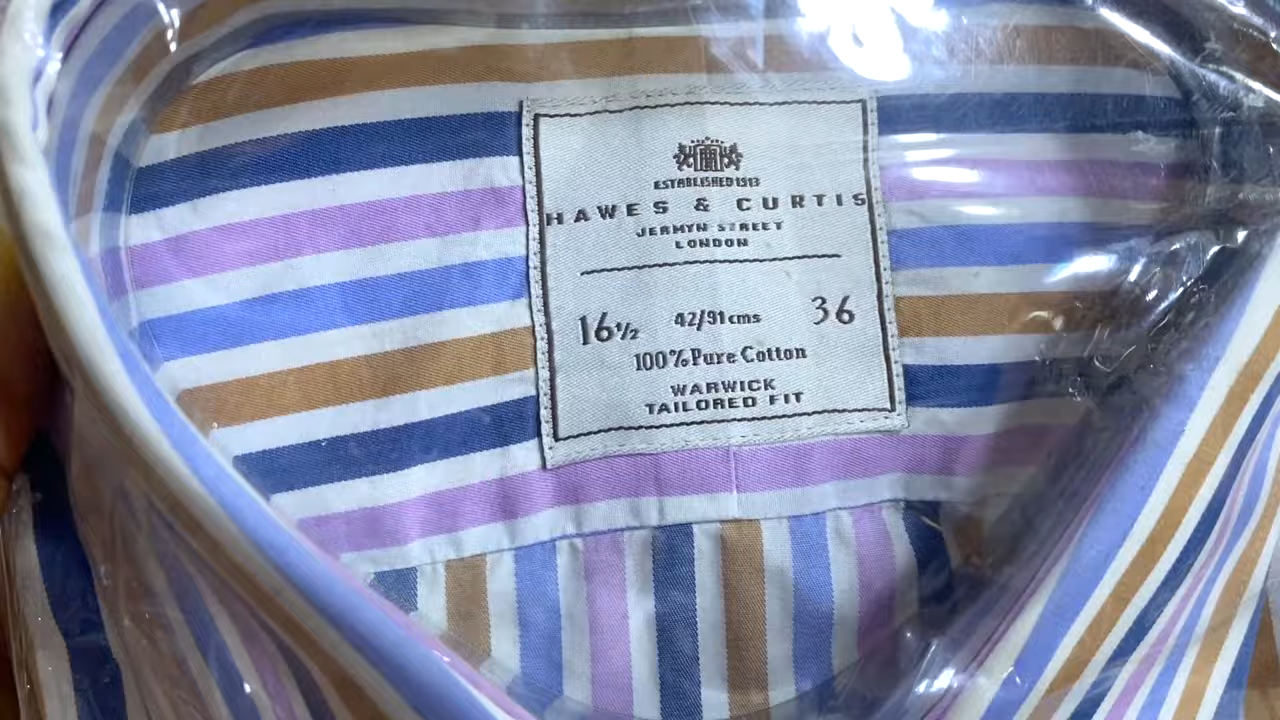 ESTABLISHED 1913
HAWES & CURTIS
JERMYN STREET
LONDON
16½ 42/91cms 36
100% Pure Cotton
WARWICK
TAILORED FIT